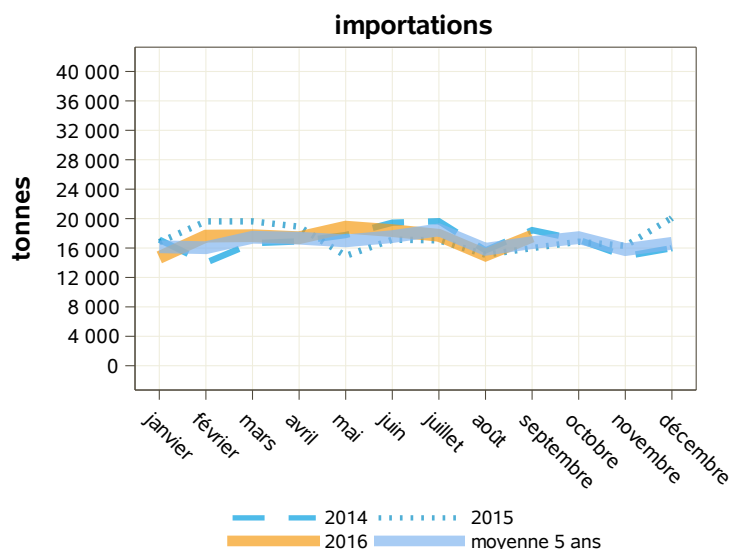 importations
tonnes
40 000
36 000
32 000
28 000
24 000
20 000
16 000
12 000
8 000
4 000
0
janvier
février
mars
avril
mai
juin
juillet
août
septembre
octobre
novembre
décembre
2014
2015
2016
moyenne 5 ans